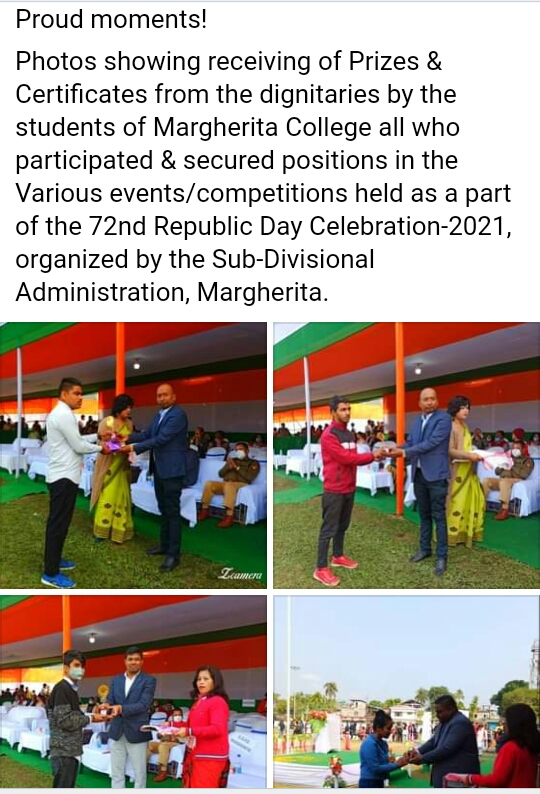 Proud moments!
Photos showing receiving of Prizes &
Certificates from the dignitaries by the
students of Margherita College all who
participated & secured positions in the
Various events/competitions held as a part
of the 72nd Republic Day Celebration-2021,
organized by the Sub-Divisional
Administration, Margherita.
Zcamera